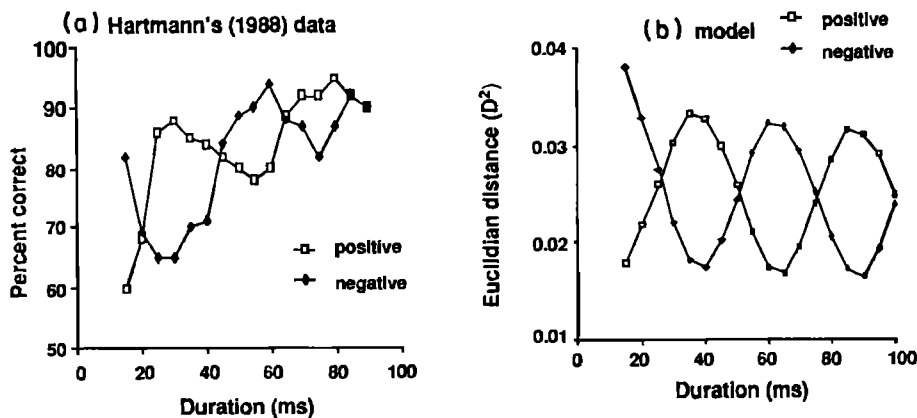 (a) Hartmann's (1988) data
100
90
80
70
60
50
Percent correct
positive
negative
0 20 40 60 80 100
Duration (ms)
(b) model
positive
negative
0.04
0.03
0.02
0.01
Euclidian distance (D²)
0 20 40 60 80 100
Duration (ms)